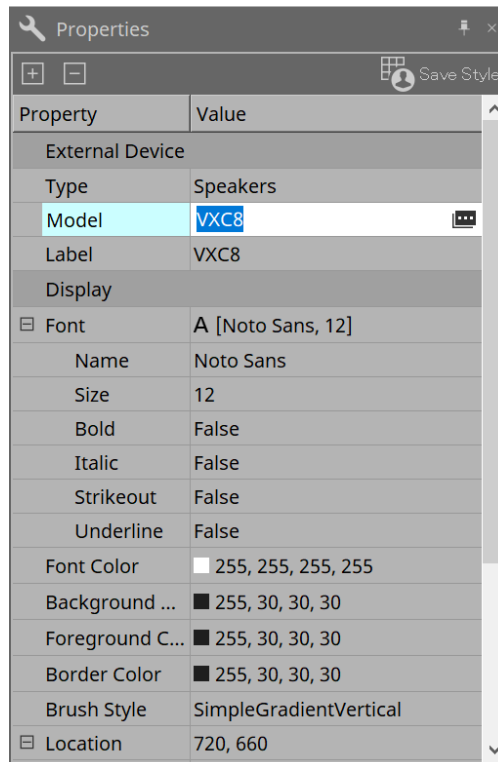 Properties
Save Style
Property Value
External Device
Type Speakers
Model VXC8
Label VXC8
Display
Font A [Noto Sans, 12]
Name Noto Sans
Size 12
Bold False
Italic False
Strikeout False
Underline False
Font Color 255, 255, 255, 255
Background ... 255, 30, 30, 30
Foreground C... 255, 30, 30, 30
Border Color 255, 30, 30, 30
Brush Style SimpleGradientVertical
Location 720, 660